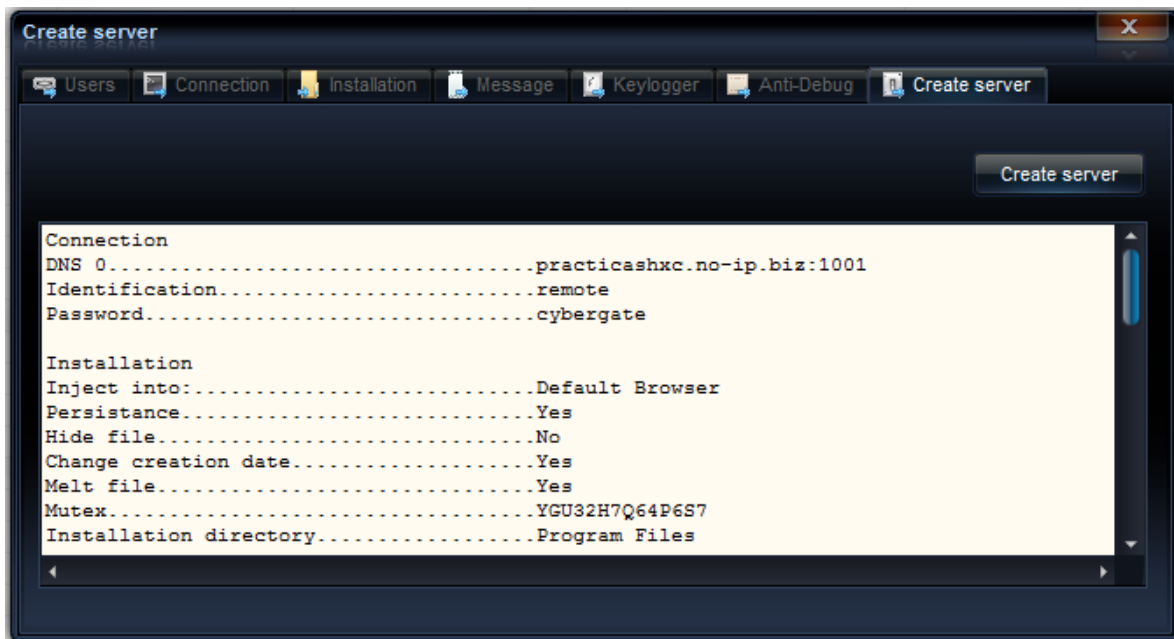 Create server
X
Users Connection Installation Message Keylogger Anti-Debug Create server
Create server
Connection
DNS 0...................................practicashxc.no-ip.biz:1001
Identification..........................remote
Password................................cybergate
Installation
Inject into:............................Default Browser
Persistance.............................Yes
Hide file...............................No
Change creation date....................Yes
Melt file...............................Yes
Mutex...................................YGU32H7Q64P6S7
Installation directory..................Program Files